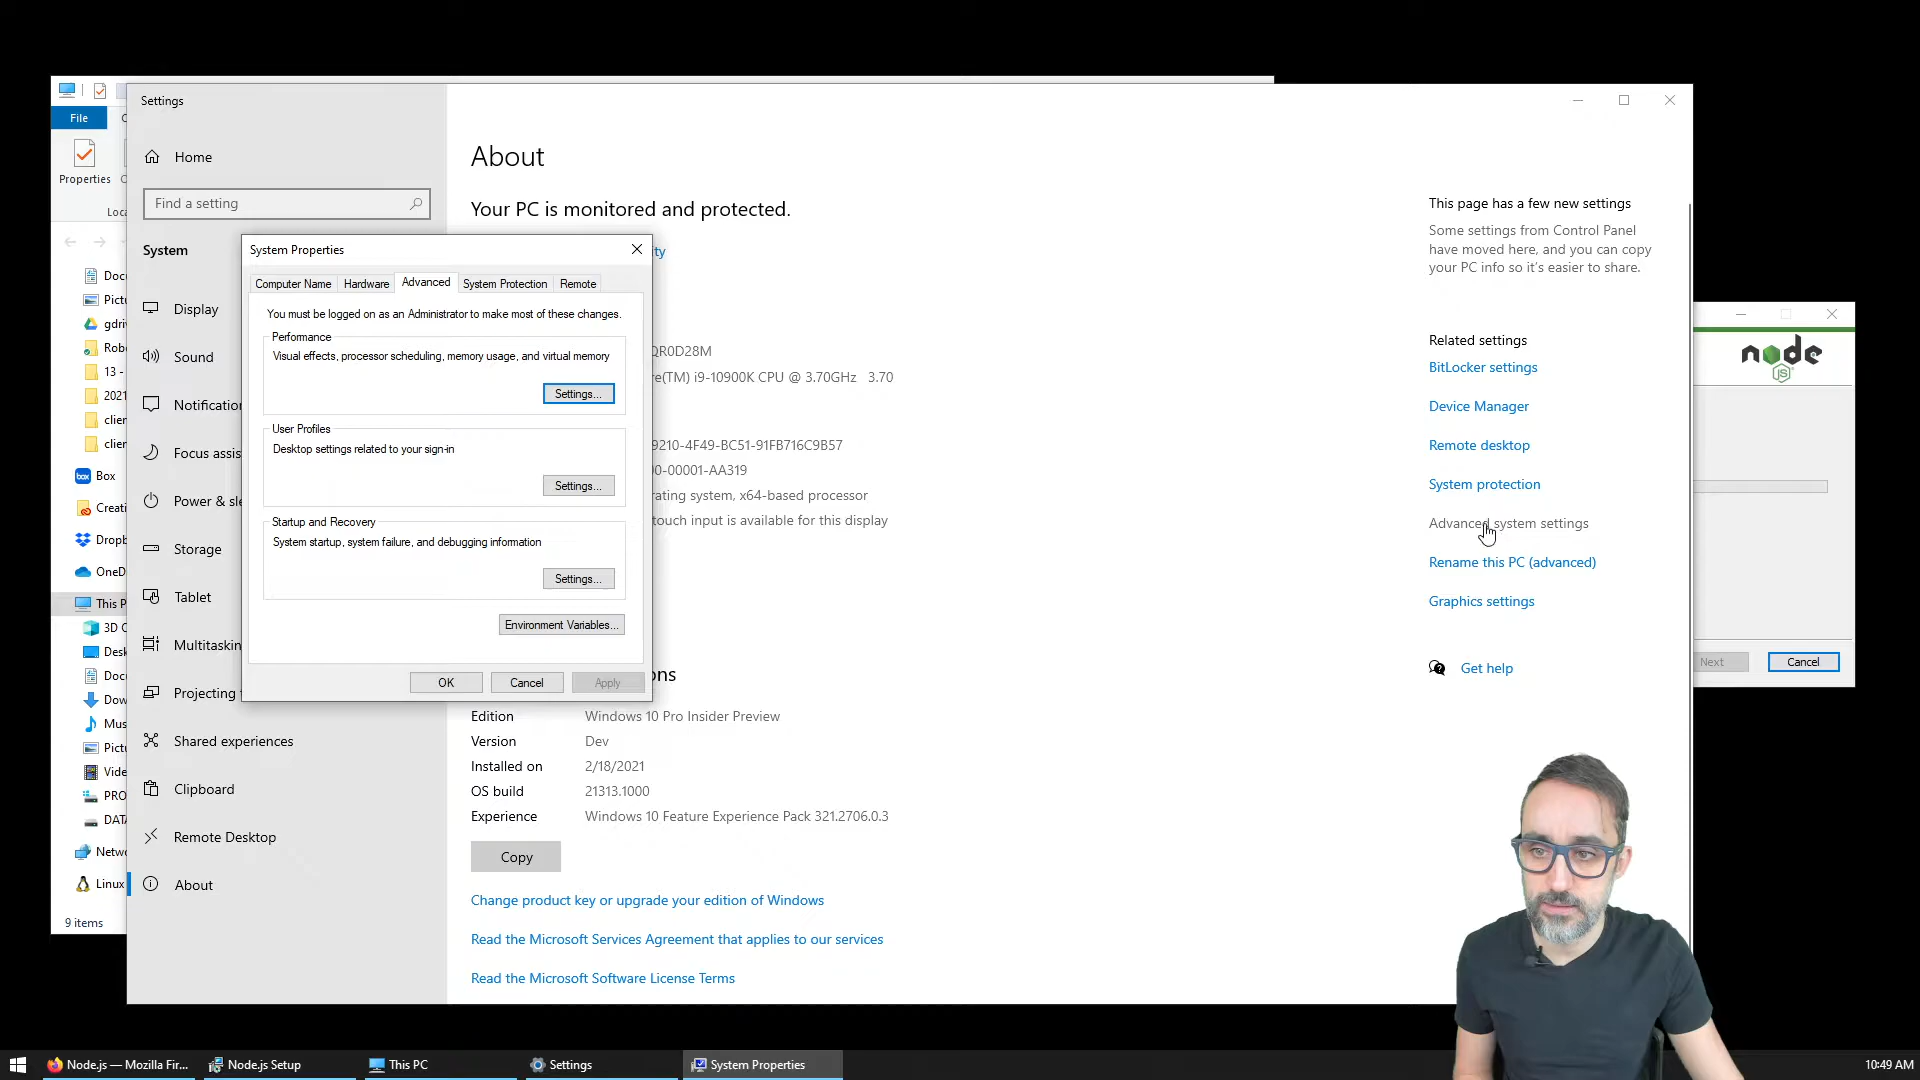 Settings
File
Home
Properties
Find a setting
System
Display
Sound
Storage
Tablet
Shared experiences
Clipboard
Remote Desktop
About
Box
9 items
Linux
About
Your PC is monitored and protected.
QR0D28M
i9-10900K CPU @ 3.70GHz 3.70
9210-4F49-BC51-91FB716C9B57
00001-AA319
system, x64-based processor
touch input is available for this display
Edition Windows 10 Pro Insider Preview
Version Dev
Installed on 2/18/2021
OS build 21313.1000
Experience Windows 10 Feature Experience Pack 321.2706.0.3
Copy
Change product key or upgrade your edition of Windows
Read the Microsoft Services Agreement that applies to our services
Read the Microsoft Software License Terms
System Properties
Computer Name Hardware Advanced System Protection Remote
You must be logged on as an Administrator to make most of these changes.
Performance
Visual effects, processor scheduling, memory usage, and virtual memory
Settings...
User Profiles
Desktop settings related to your sign-in
Settings...
Startup and Recovery
System startup, system failure, and debugging information
Settings...
Environment Variables...
OK Cancel Apply
This page has a few new settings
Some settings from Control Panel
have moved here, and you can copy
your PC info so it's easier to share.
Related settings
BitLocker settings
Device Manager
Remote desktop
System protection
Advanced system settings
Rename this PC (advanced)
Graphics settings
Get help
node
JS
Next Cancel
Node.js — Mozilla Fir... Node.js Setup This PC Settings System Properties 10:49 AM